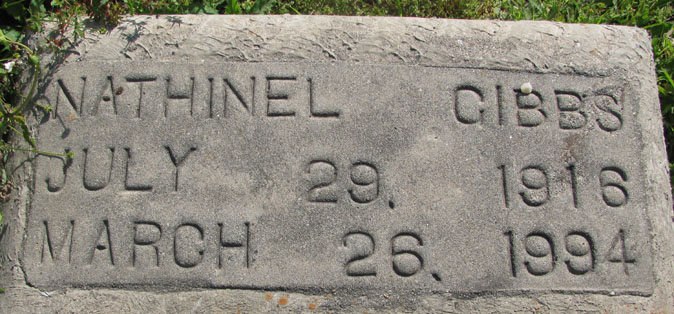 NATHINEL GIBBS
JULY 29, 1916
MARCH 26, 1994